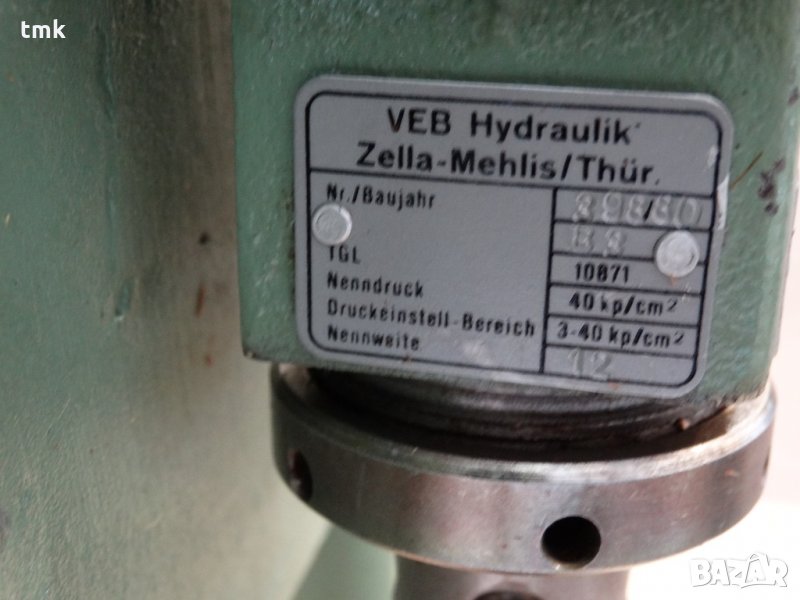 tmk
VEB Hydraulik
Zella-Mehlis/Thür.
Nr./Baujahr
TGL 10871
Nenndruck 40 kp/cm²
Druckeinstell-Bereich 3-40 kp/cm²
Nennweite 12
BAZAR